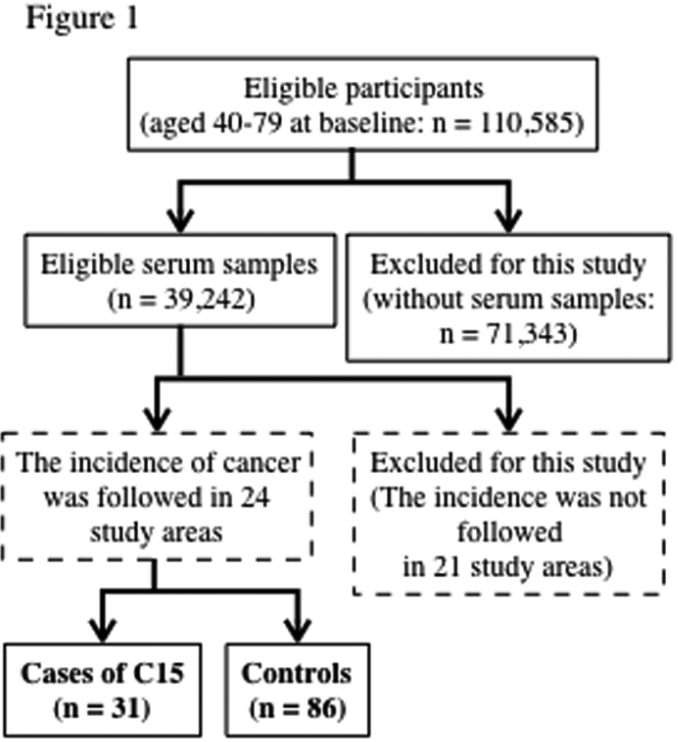 Figure 1
Eligible participants
(aged 40-79 at baseline: n = 110,585)
Eligible serum samples
(n = 39,242)
Excluded for this study
(without serum samples:
n = 71,343)
The incidence of cancer
was followed in 24
study areas
Excluded for this study
(The incidence was not
followed
in 21 study areas)
Cases of C15
(n = 31)
Controls
(n = 86)